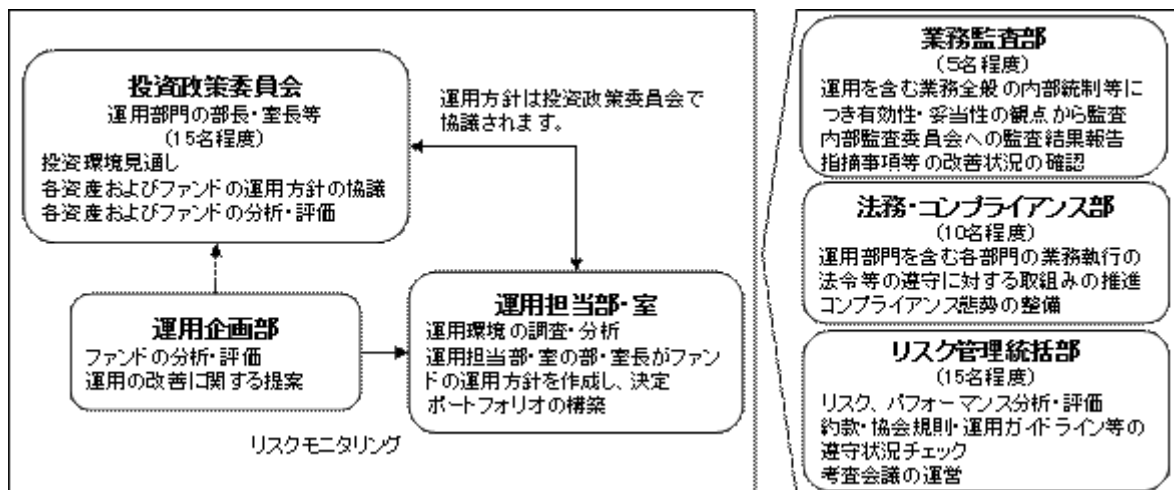 投資政策委員会
運用部門の部長・室長等
(15名程度)
投資環境見通し
各資産およびファンドの運用方針の協議
各資産およびファンドの分析・評価
運用方針は投資政策委員会で
協議されます。
運用企画部
ファンドの分析・評価
運用の改善に関する提案
運用担当部・室
運用環境の調査・分析
運用担当部・室の部・室長がファン
ドの運用方針を作成し、決定
ポートフォリオの構築
リスクモニタリング
業務監査部
(5名程度)
運用を含む業務全般の内部統制等に
つき有効性・妥当性の観点から監査
内部監査委員会への監査結果報告
指摘事項等の改善状況の確認
法務・コンプライアンス部
(10名程度)
運用部門を含む各部門の業務執行の
法令等の遵守に対する取組みの推進
コンプライアンス態勢の整備
リスク管理統括部
(15名程度)
リスク、パフォーマンス分析・評価
約款・協会規則・運用ガイドライン等の
遵守状況チェック
考査会議の運営